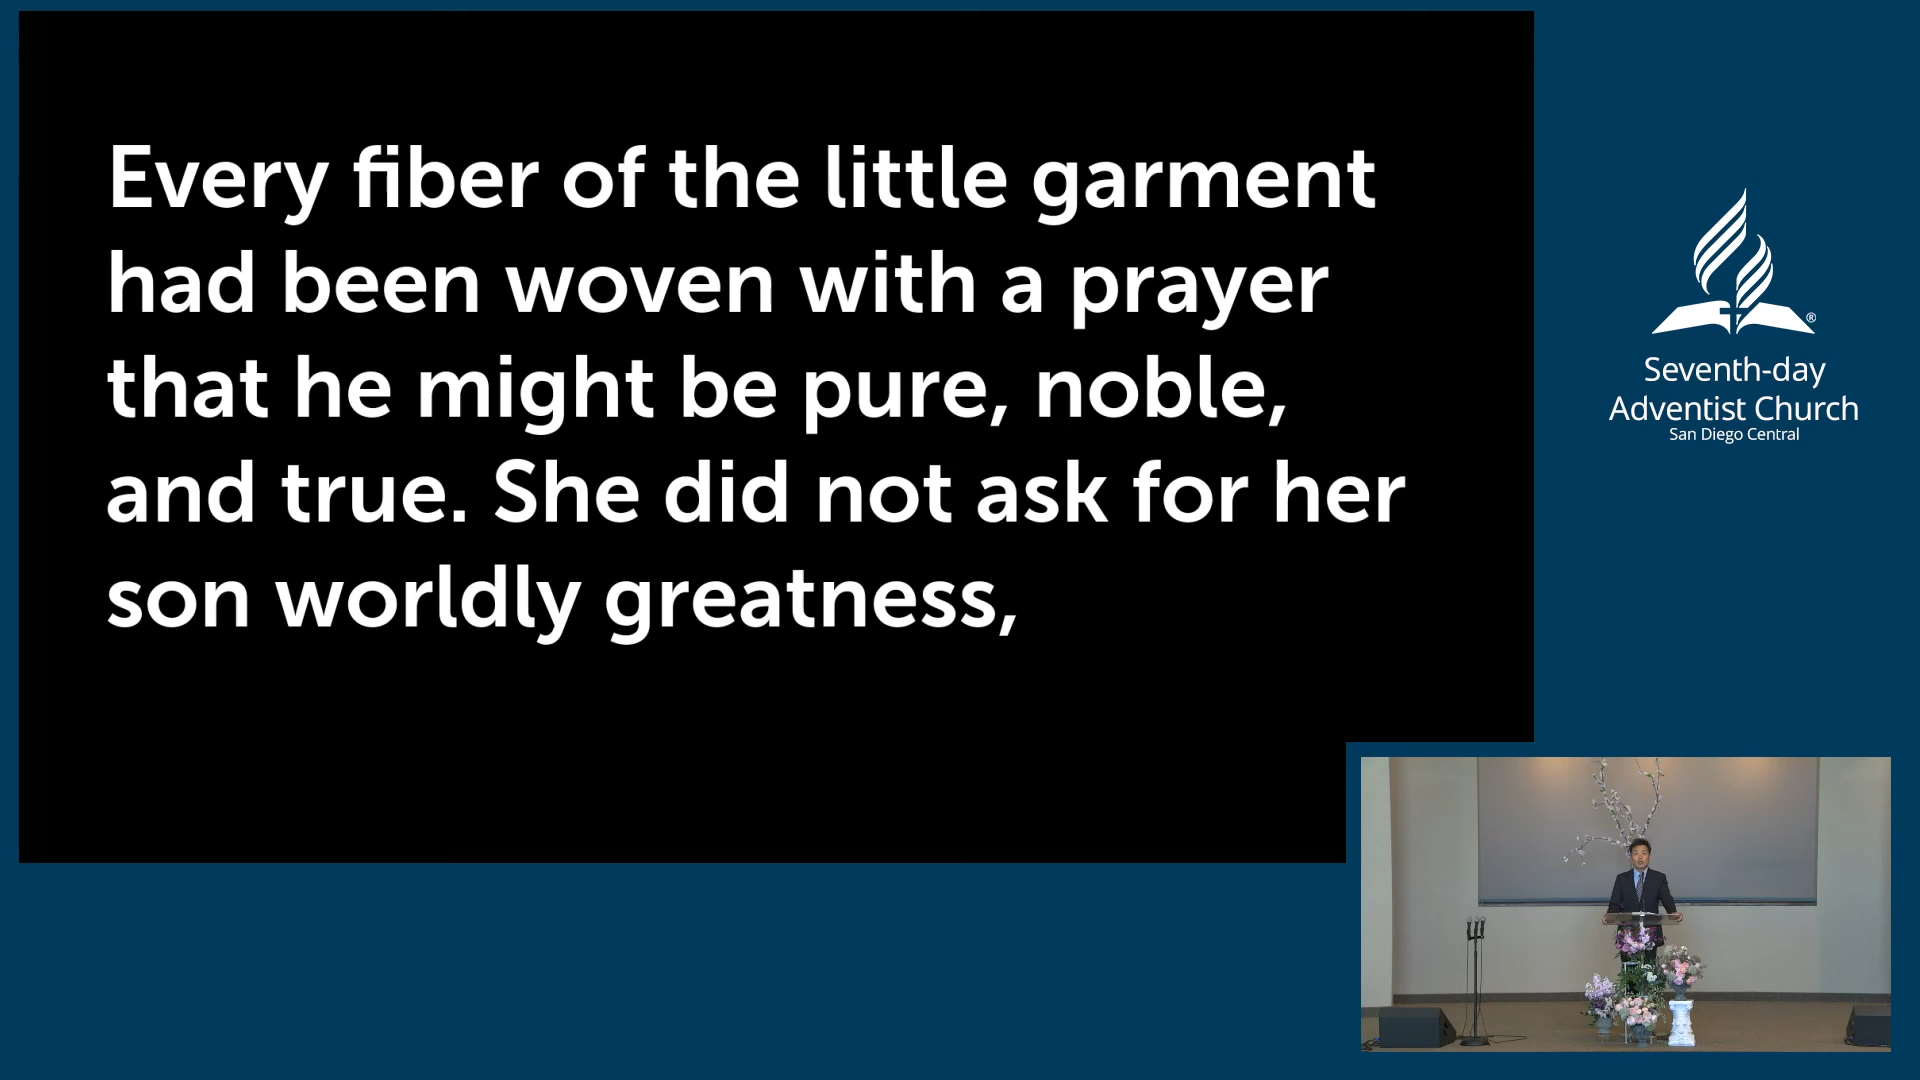 Every fiber of the little garment
had been woven with a prayer
that he might be pure, noble,
and true. She did not ask for her
son worldly greatness,
®
Seventh-day
Adventist Church
San Diego Central